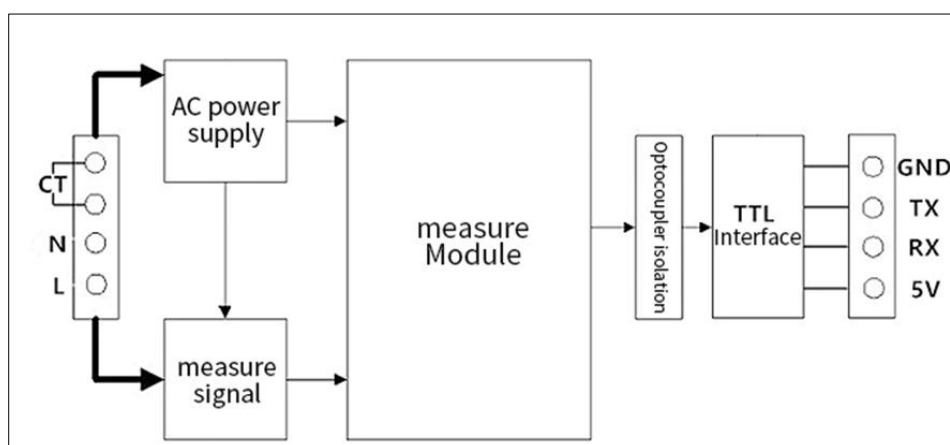 AC power
supply
CT
N
L
measure
signal
measure
Module
Optocoupler isolation
TTL
Interface
GND
TX
RX
5V